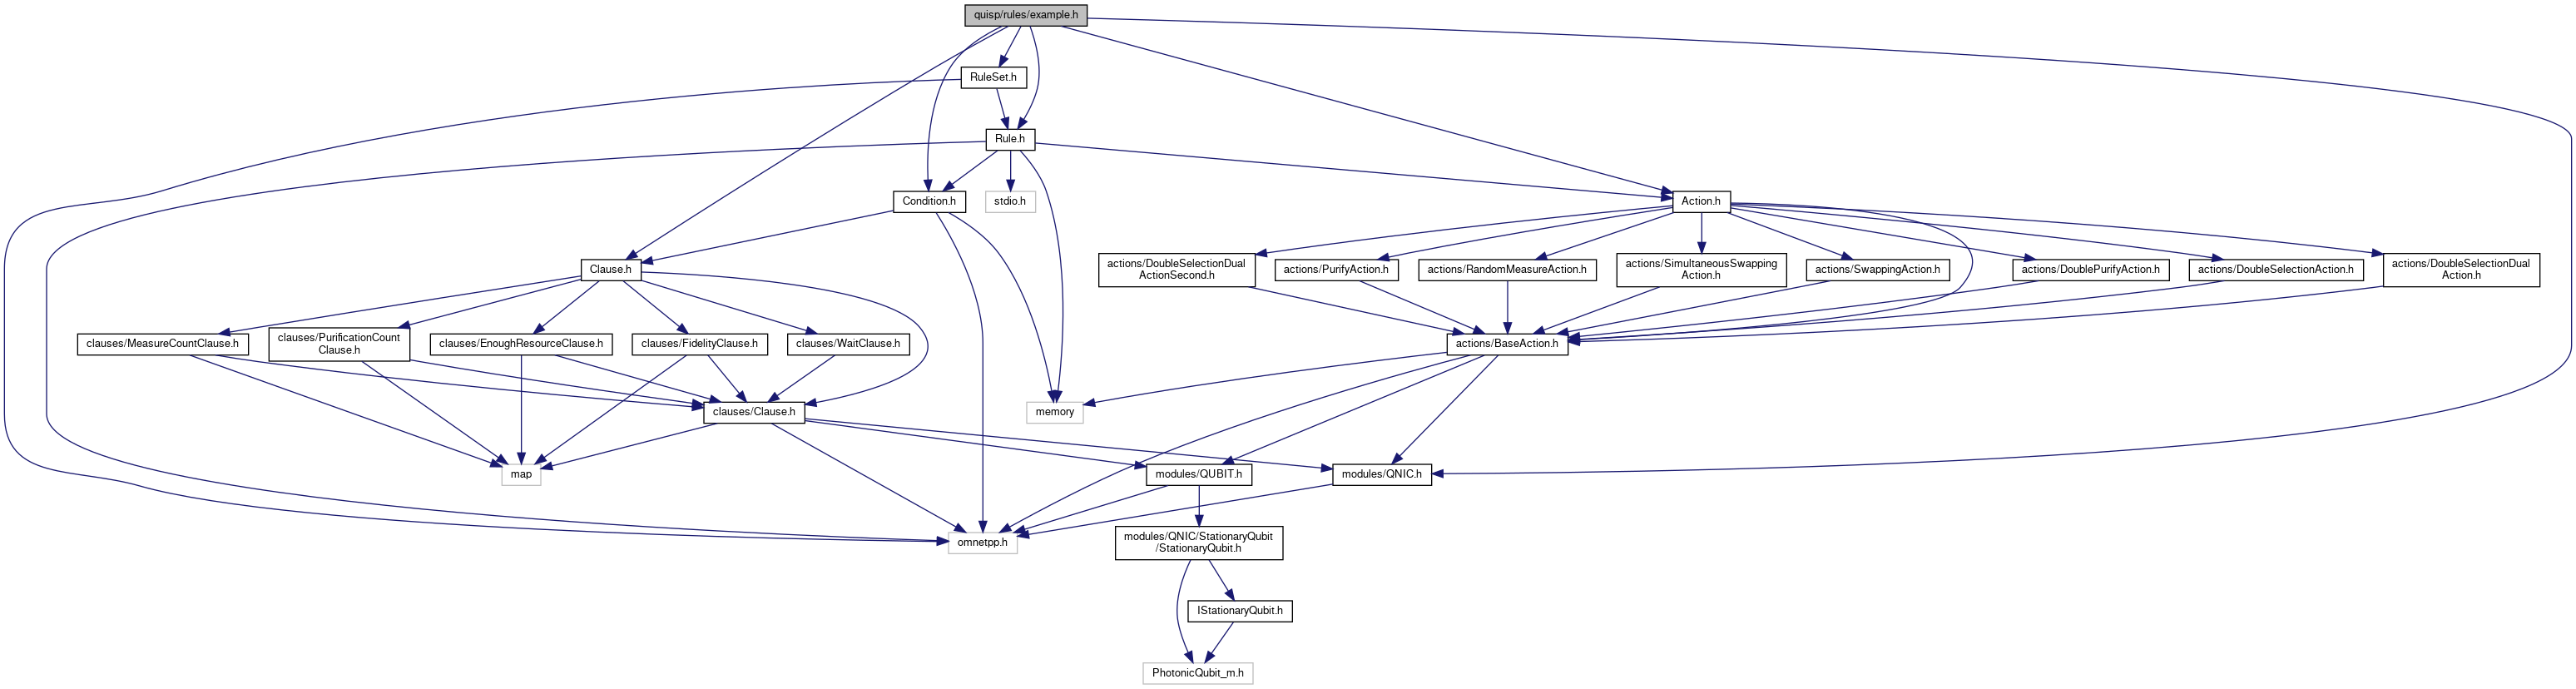 quisp/rules/example.h
RuleSet.h
Rule.h
Condition.h
stdio.h
Action.h
Clause.h
actions/DoubleSelectionDual
ActionSecond.h
actions/PurifyAction.h
actions/RandomMeasureAction.h
actions/SimultaneousSwapping
Action.h
actions/SwappingAction.h
actions/DoublePurifyAction.h
actions/DoubleSelectionAction.h
actions/DoubleSelectionDual
Action.h
clauses/MeasureCountClause.h
clauses/PurificationCount
Clause.h
clauses/EnoughResourceClause.h
clauses/FidelityClause.h
clauses/WaitClause.h
actions/BaseAction.h
clauses/Clause.h
memory
map
modules/QUBIT.h
modules/QNIC.h
omnetpp.h
modules/QNIC/StationaryQubit
/StationaryQubit.h
IStationaryQubit.h
PhotonicQubit_m.h